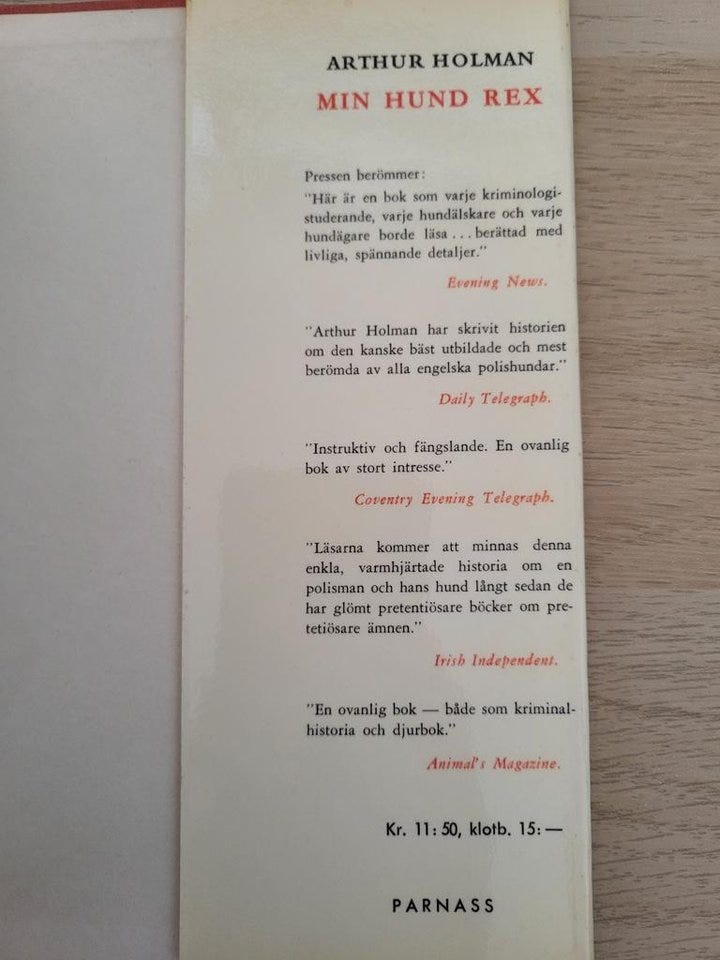 ARTHUR HOLMAN
MIN HUND REX
Pressen berömmer:
"Här är en bok som varje kriminologi-
studerande, varje hundälskare och varje
hundägare borde läsa ... berättad med
livliga, spännande detaljer."
Evening News.
"Arthur Holman har skrivit historien
om den kanske bäst utbildade och mest
berömda av alla engelska polishundar."
Daily Telegraph.
"Instruktiv och fängslande. En ovanlig
bok av stort intresse."
Coventry Evening Telegraph.
"Läsarna kommer att minnas denna
enkla, varmhjärtade historia om en
polisman och hans hund långt sedan de
har glömt pretentiösare böcker om pre-
tetiösare ämnen."
Irish Independent.
"En ovanlig bok — både som kriminal-
historia och djurbok."
Animal's Magazine.
Kr. 11:50, klotb. 15:—
PARNASS